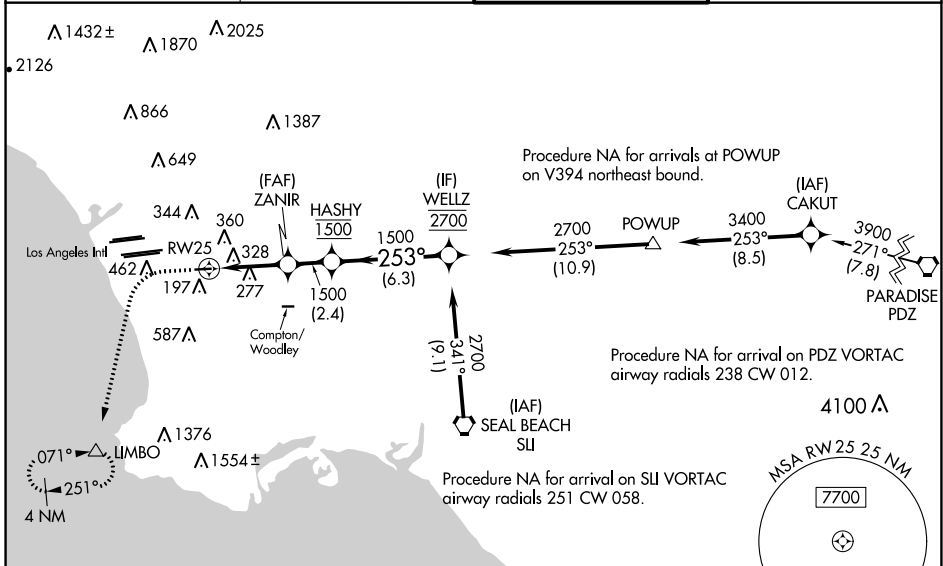 1432 ±
1870
2025
2126
866
1387
649
344
360
328
RW25
Los Angeles Intl
462
197
277
587
Compton/
Woodley
(FAF)
ZANIR
HASHY
1500
1500
(2.4)
1500
253°
(6.3)
(IF)
WELLZ
2700
Procedure NA for arrivals at POWUP
on V394 northeast bound.
2700
253°
(10.9)
POWUP
3400
253°
(8.5)
(IAF)
CAKUT
3900
271°
(7.8)
PARADISE
PDZ
2700
341°
(9.1)
(IAF)
SEAL BEACH
SLI
Procedure NA for arrival on PDZ VORTAC
airway radials 238 CW 012.
4100
Procedure NA for arrival on SLI VORTAC
airway radials 251 CW 058.
1376
1554 ±
071°
LIMBO
251°
4 NM
MSA RW 25 25 NM
7700